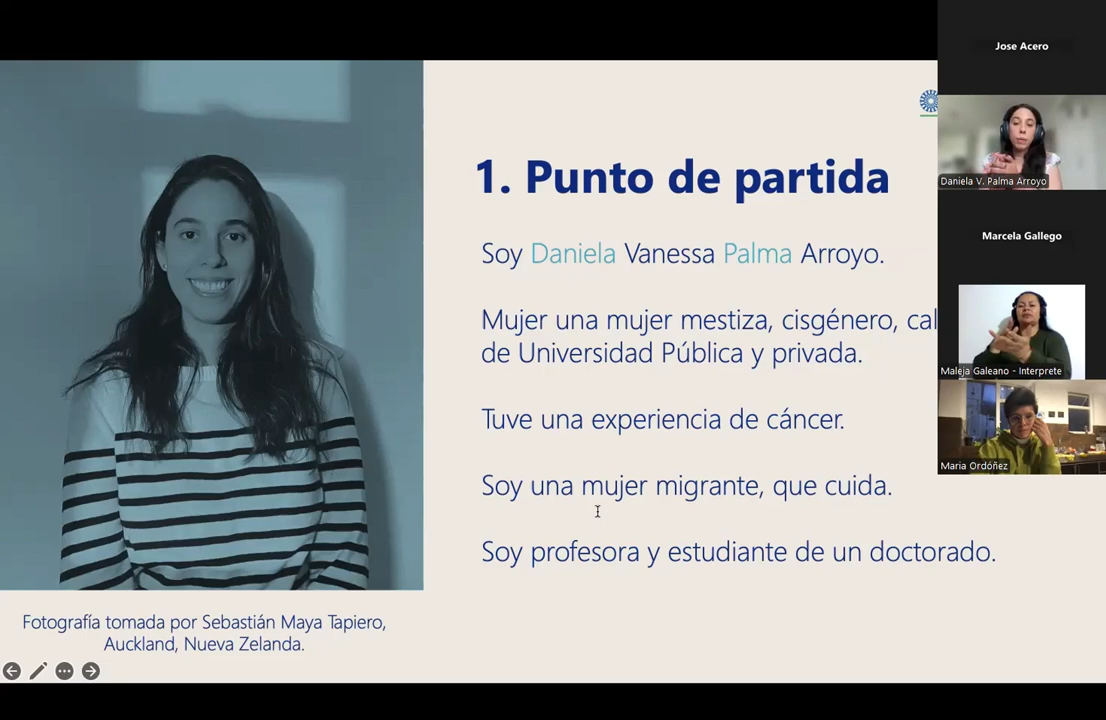 1. Punto de partida
Soy Daniela Vanessa Palma Arroyo.
Mujer una mujer mestiza, cisgénero, cal
de Universidad Pública y privada.
Tuve una experiencia de cáncer.
Soy una mujer migrante, que cuida.
Soy profesora y estudiante de un doctorado.
Fotografía tomada por Sebastián Maya Tapiero,
Auckland, Nueva Zelanda.
Jose Acero
Daniela V. Palma Arroyo
Marcela Gallego
Maleja Galeano - Interprete
Maria Ordóñez